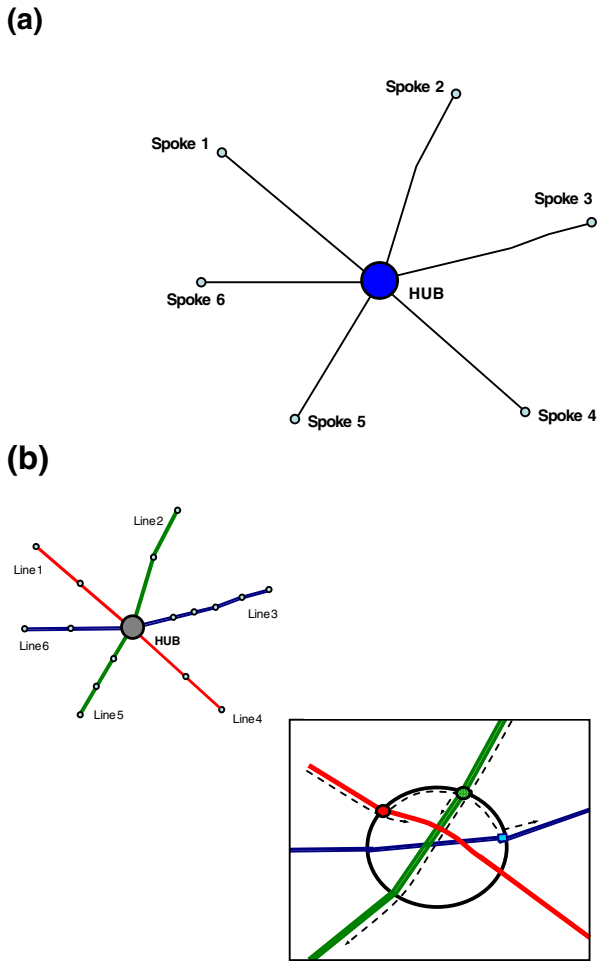 (a)
Spoke 2
Spoke 1
Spoke 3
HUB
Spoke 6
Spoke 5
Spoke 4
(b)
Line2
Line1
Line3
HUB
Line6
Line5
Line4